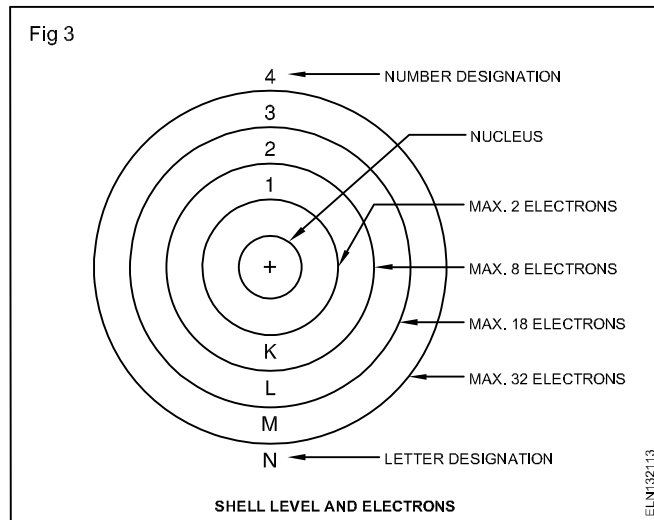 Fig 3
4
NUMBER DESIGNATION
3
NUCLEUS
2
1
MAX. 2 ELECTRONS
+
MAX. 8 ELECTRONS
MAX. 18 ELECTRONS
K
MAX. 32 ELECTRONS
L
M
N
LETTER DESIGNATION
SHELL LEVEL AND ELECTRONS
ELN132113